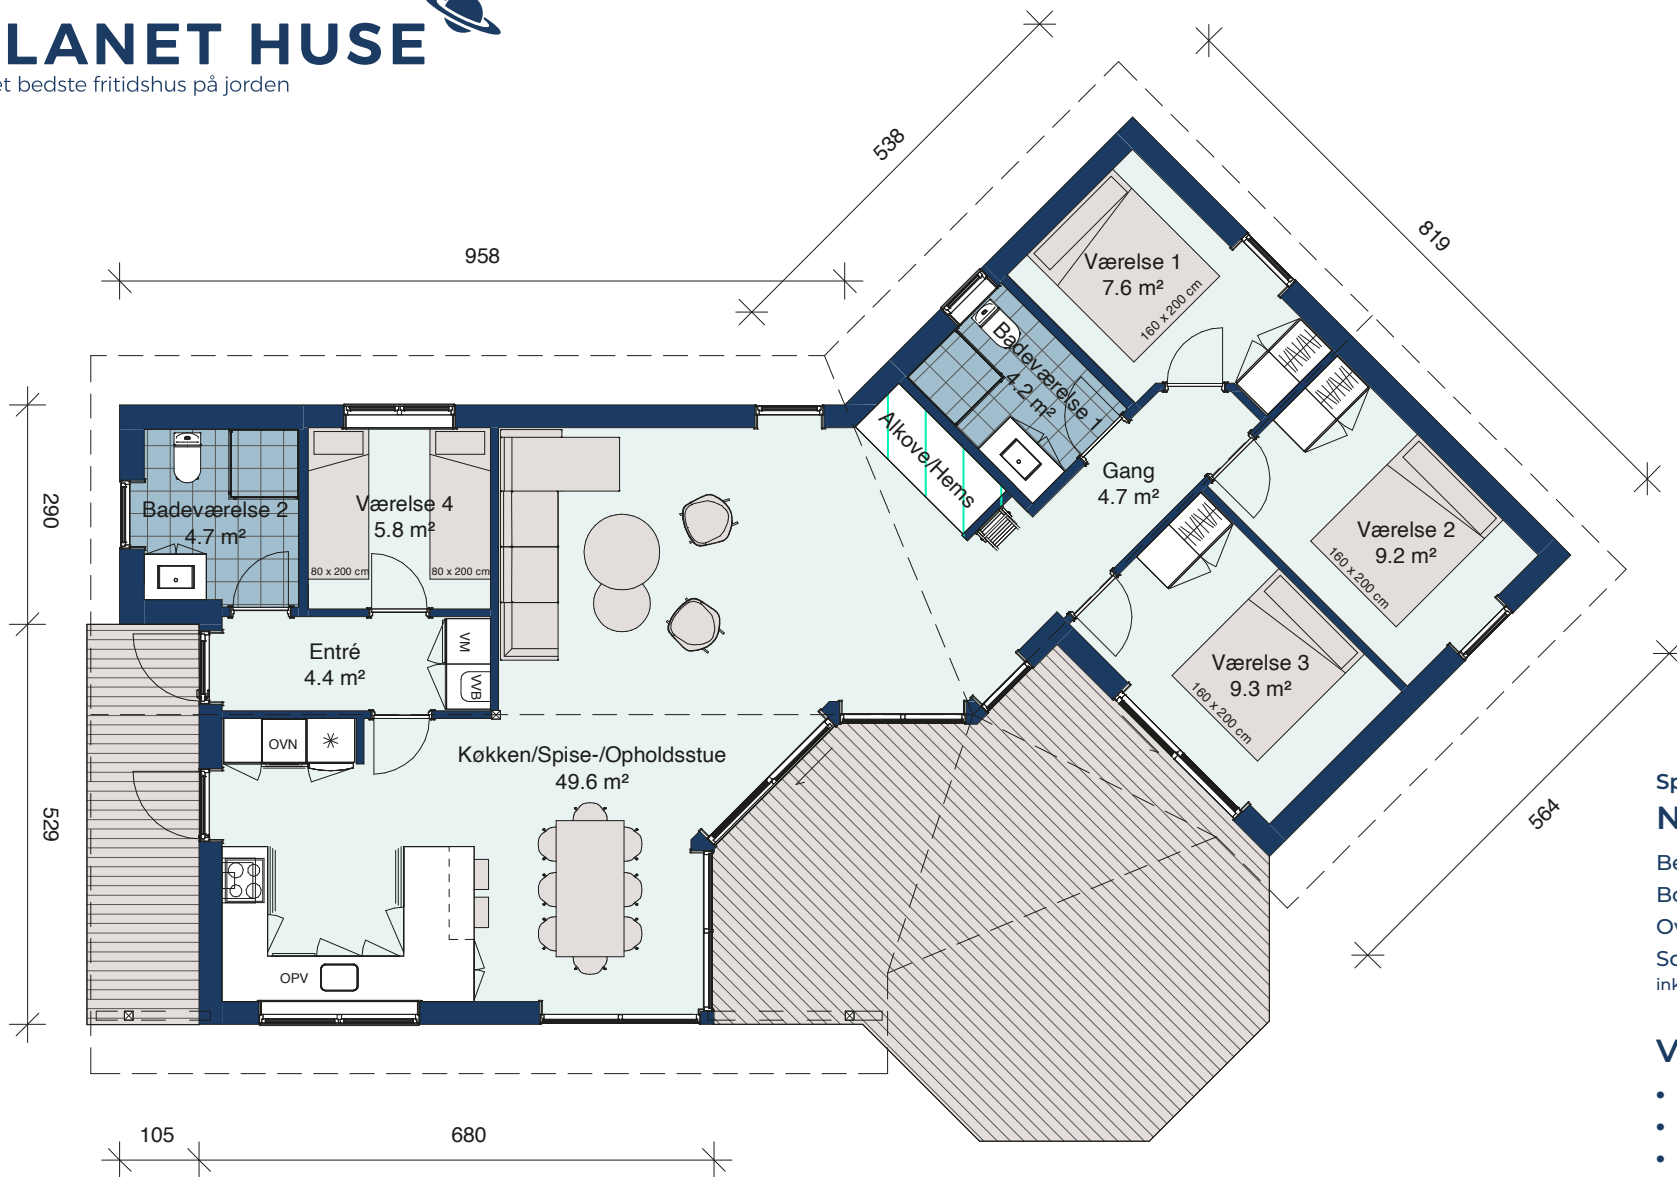 LANET HUSE
et bedste fritidshus på jorden
538
819
958
Værelse 1
7.6 m²
160 x 200 cm
Badeværelse 1
4.2 m²
Alkove/Hems
Gang
4.7 m²
290
Badeværelse 2
4.7 m²
Værelse 4
5.8 m²
80 x 200 cm
80 x 200 cm
Værelse 2
9.2 m²
160 x 200 cm
Entré
4.4 m²
VM
VVB
Værelse 3
9.3 m²
160 x 200 cm
OVN
Køkken/Spise-/Opholdsstue
49.6 m²
529
564
OPV
105
680
Sp
N
Be
Bo
Ov
So
ink
V